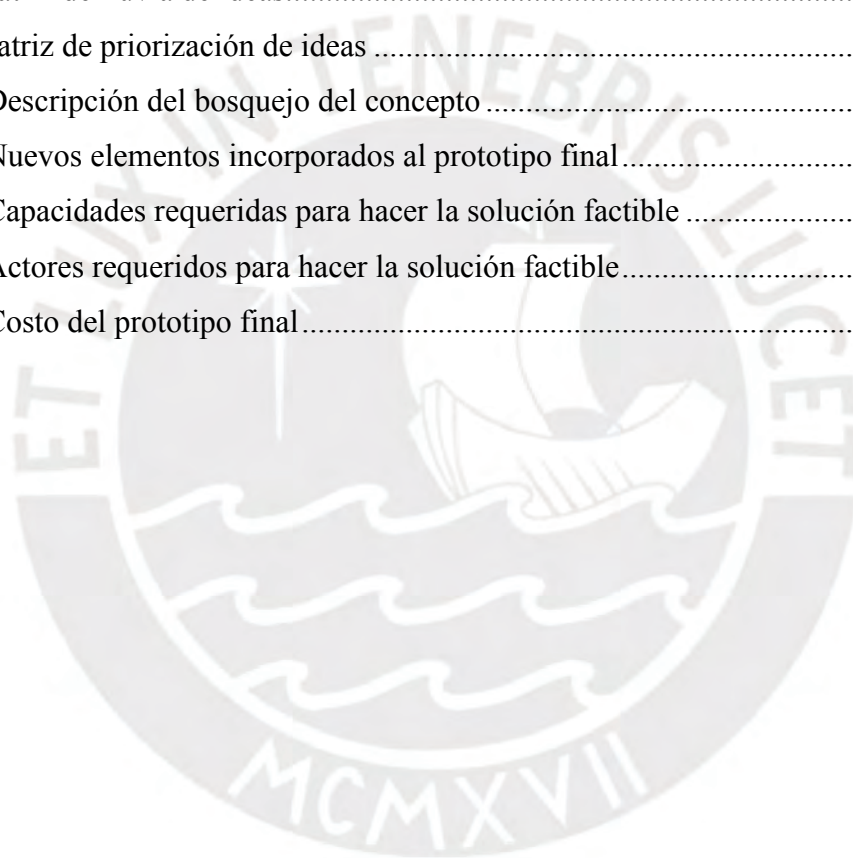 atriz de priorización de ideas ............................................................
Descripción del bosquejo del concepto ..............................................
Nuevos elementos incorporados al prototipo final .............................
Capacidades requeridas para hacer la solución factible .....................
Actores requeridos para hacer la solución factible .............................
Costo del prototipo final .....................................................................
ET LUX IN TENEBRIS LUCET
MCMXVII